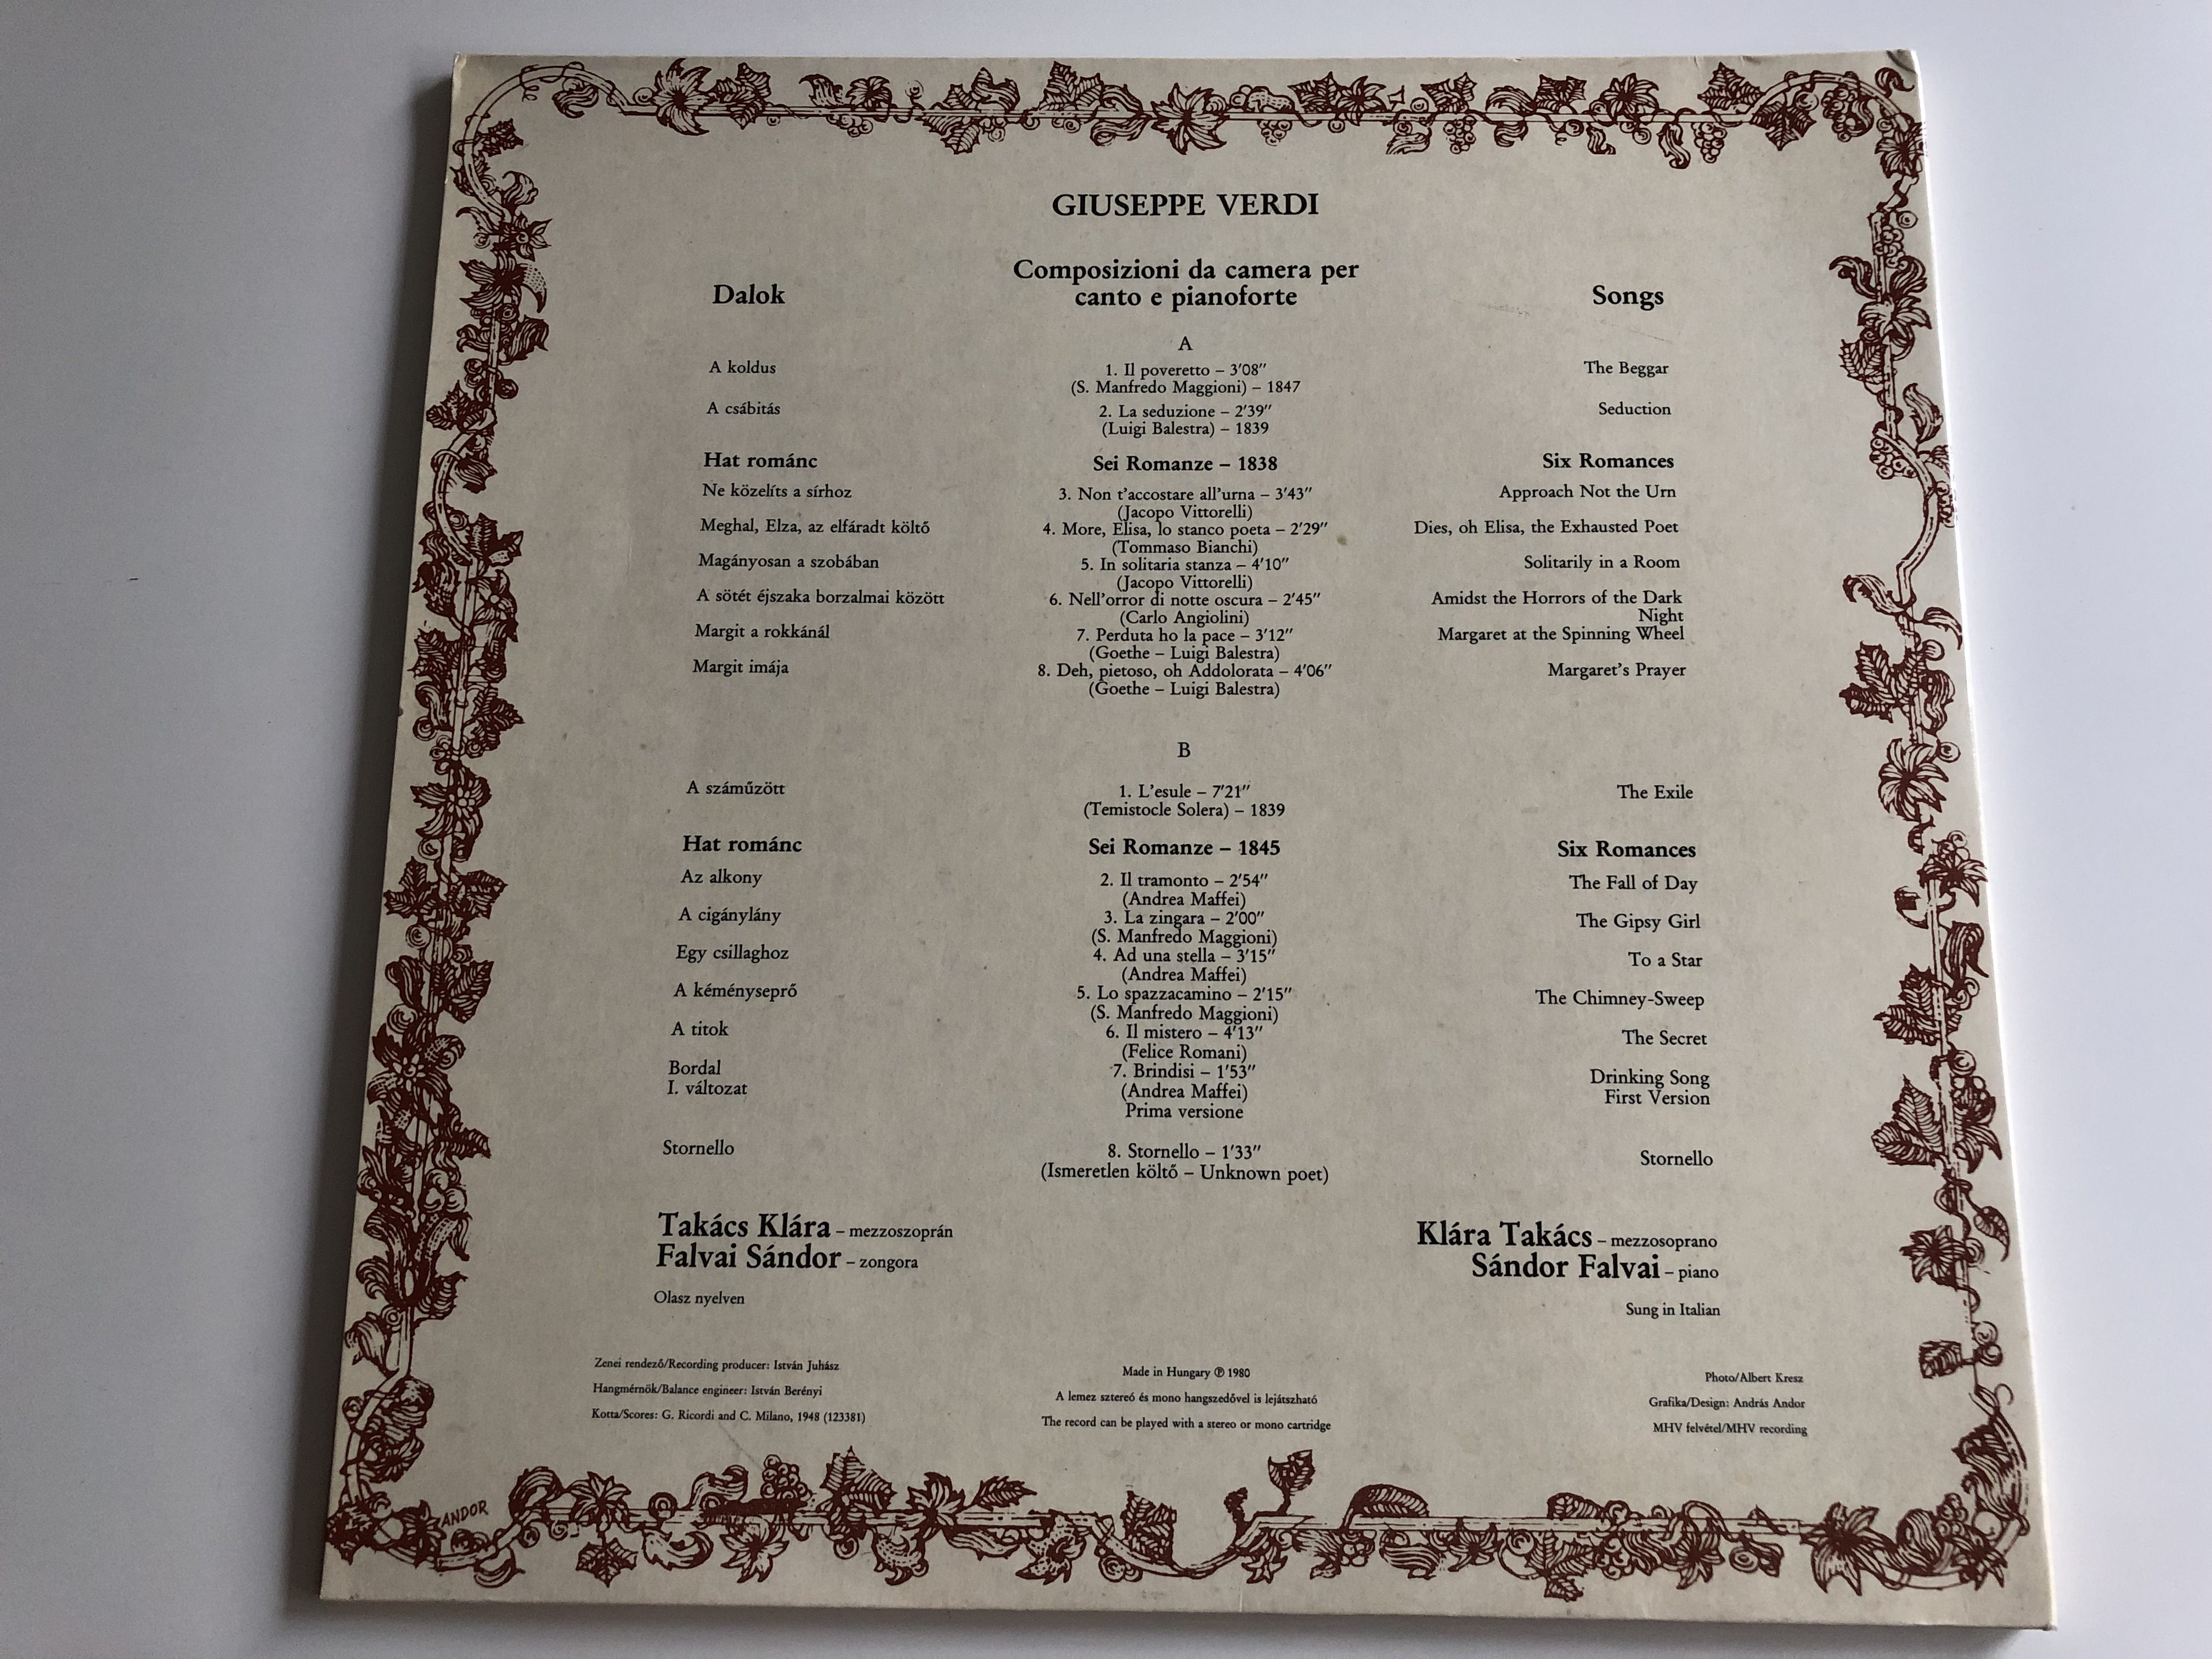 GIUSEPPE VERDI
Dalok
Composizioni da camera per
canto e pianoforte
Songs
A
A koldus
1. Il poveretto – 3'08"
The Beggar
(S. Manfredo Maggioni) – 1847
A csábitás
2. La seduzione – 2'39"
Seduction
(Luigi Balestra) – 1839
Hat románc
Sei Romanze – 1838
Six Romances
Ne közelíts a sírhoz
3. Non t'accostare all'urna – 3'43"
Approach Not the Urn
(Jacopo Vittorelli)
Meghal, Elza, az elfáradt költő
4. More, Elisa, lo stanco poeta – 2'29"
Dies, oh Elisa, the Exhausted Poet
(Tommaso Bianchi)
Magányosan a szobában
5. In solitaria stanza – 4'10"
Solitarily in a Room
(Jacopo Vittorelli)
A sötét éjszaka borzalmai között
6. Nell'orror di notte oscura – 2'45"
Amidst the Horrors of the Dark
Night
(Carlo Angiolini)
Margit a rokkánál
7. Perduta ho la pace – 3'12"
Margaret at the Spinning Wheel
(Goethe – Luigi Balestra)
Margit imája
8. Deh, pietoso, oh Addolorata – 4'06"
Margaret's Prayer
(Goethe – Luigi Balestra)
B
A száműzött
1. L'esule – 7'21"
The Exile
(Temistocle Solera) – 1839
Hat románc
Sei Romanze – 1845
Six Romances
Az alkony
2. Il tramonto – 2'54"
The Fall of Day
(Andrea Maffei)
A cigánylány
3. La zingara – 2'00"
The Gipsy Girl
(S. Manfredo Maggioni)
Egy csillaghoz
4. Ad una stella – 3'15"
To a Star
(Andrea Maffei)
A kéményseprő
5. Lo spazzacamino – 2'15"
The Chimney-Sweep
(S. Manfredo Maggioni)
A titok
6. Il mistero – 4'13"
The Secret
(Felice Romani)
Bordal
7. Brindisi – 1'53"
Drinking Song
I. változat
(Andrea Maffei)
First Version
Prima versione
Stornello
8. Stornello – 1'33"
Stornello
(Ismeretlen költő – Unknown poet)
Takács Klára – mezzoszoprán
Falvai Sándor – zongora
Olasz nyelven
Klára Takács – mezzosoprano
Sándor Falvai – piano
Sung in Italian
Zenei rendező/Recording producer: István Juhász
Hangmérnök/Balance engineer: István Berényi
Kotta/Scores: G. Ricordi and C. Milano, 1948 (123381)
Made in Hungary ℗ 1980
A lemez sztereó és mono hangszedővel is lejátszható
The record can be played with a stereo or mono cartridge
Photo/Albert Kresz
Grafika/Design: András Andor
MHV felvétel/MHV recording
ANDOR